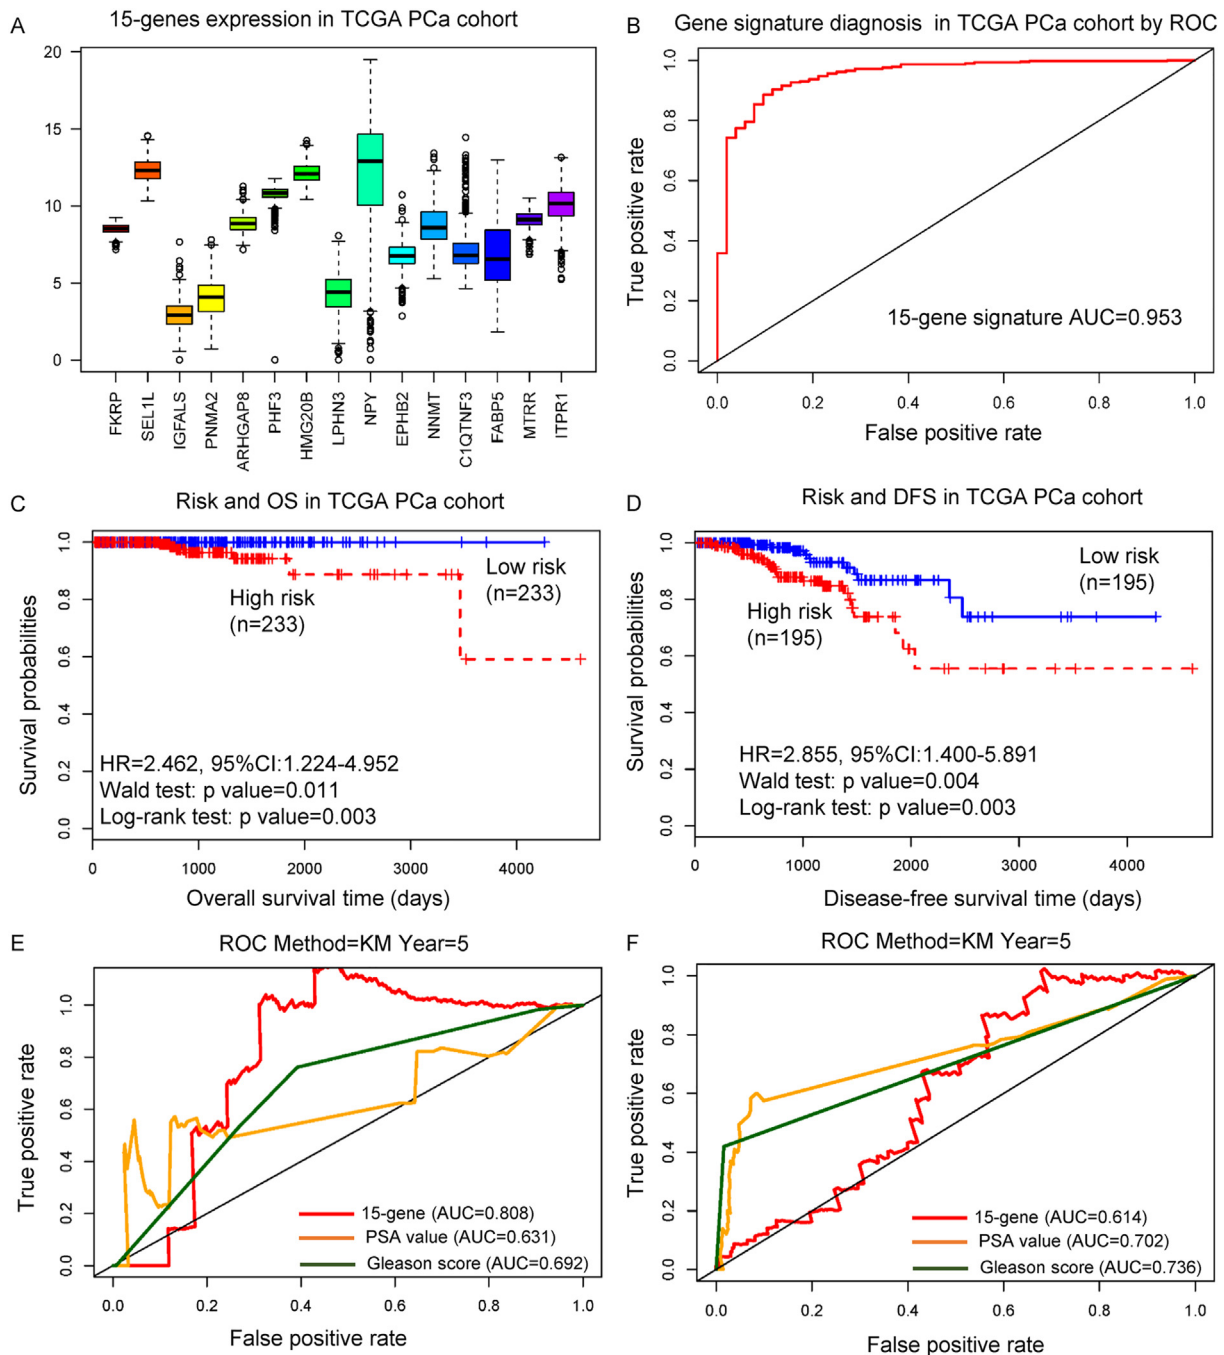 A
15-genes expression in TCGA PCa cohort
20
15
10
5
0
FKRP
SEL1L
IGFALS
PNMA2
ARHGAP8
PHF3
HMG20B
LPHN3
NPY
EPHB2
NNMT
C1QTNF3
FABP5
MTRR
ITPR1
B
Gene signature diagnosis in TCGA PCa cohort by ROC
True positive rate
1.0
0.8
0.6
0.4
0.2
0.0
15-gene signature AUC=0.953
0.0 0.2 0.4 0.6 0.8 1.0
False positive rate
C
Risk and OS in TCGA PCa cohort
Survival probabilities
1.0
0.8
0.6
0.4
0.2
0.0
Low risk
(n=233)
High risk
(n=233)
HR=2.462, 95%CI:1.224-4.952
Wald test: p value=0.011
Log-rank test: p value=0.003
0 1000 2000 3000 4000
Overall survival time (days)
D
Risk and DFS in TCGA PCa cohort
Survival probabilities
1.0
0.8
0.6
0.4
0.2
0.0
Low risk
(n=195)
High risk
(n=195)
HR=2.855, 95%CI:1.400-5.891
Wald test: p value=0.004
Log-rank test: p value=0.003
0 1000 2000 3000 4000
Disease-free survival time (days)
E
ROC Method=KM Year=5
True positive rate
1.0
0.8
0.6
0.4
0.2
0.0
15-gene (AUC=0.808)
PSA value (AUC=0.631)
Gleason score (AUC=0.692)
0.0 0.2 0.4 0.6 0.8 1.0
False positive rate
F
ROC Method=KM Year=5
True positive rate
1.0
0.8
0.6
0.4
0.2
0.0
15-gene (AUC=0.614)
PSA value (AUC=0.702)
Gleason score (AUC=0.736)
0.0 0.2 0.4 0.6 0.8 1.0
False positive rate